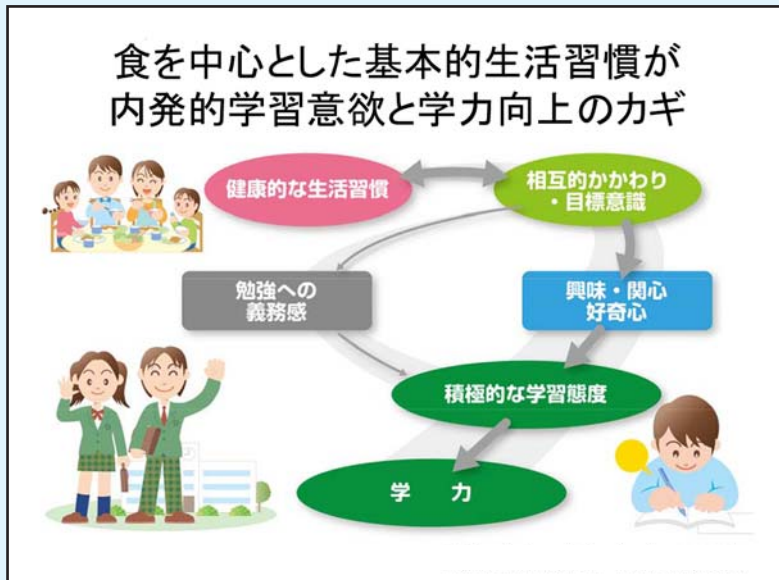 食を中心とした基本的生活習慣が
内発的学習意欲と学力向上のカギ
健康的な生活習慣
相互的かかわり
・目標意識
勉強への
義務感
興味・関心
好奇心
積極的な学習態度
学　力